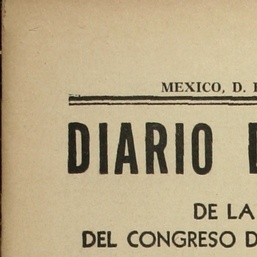 MEXICO, D.
DIARIO
DE LA
DEL CONGRESO D